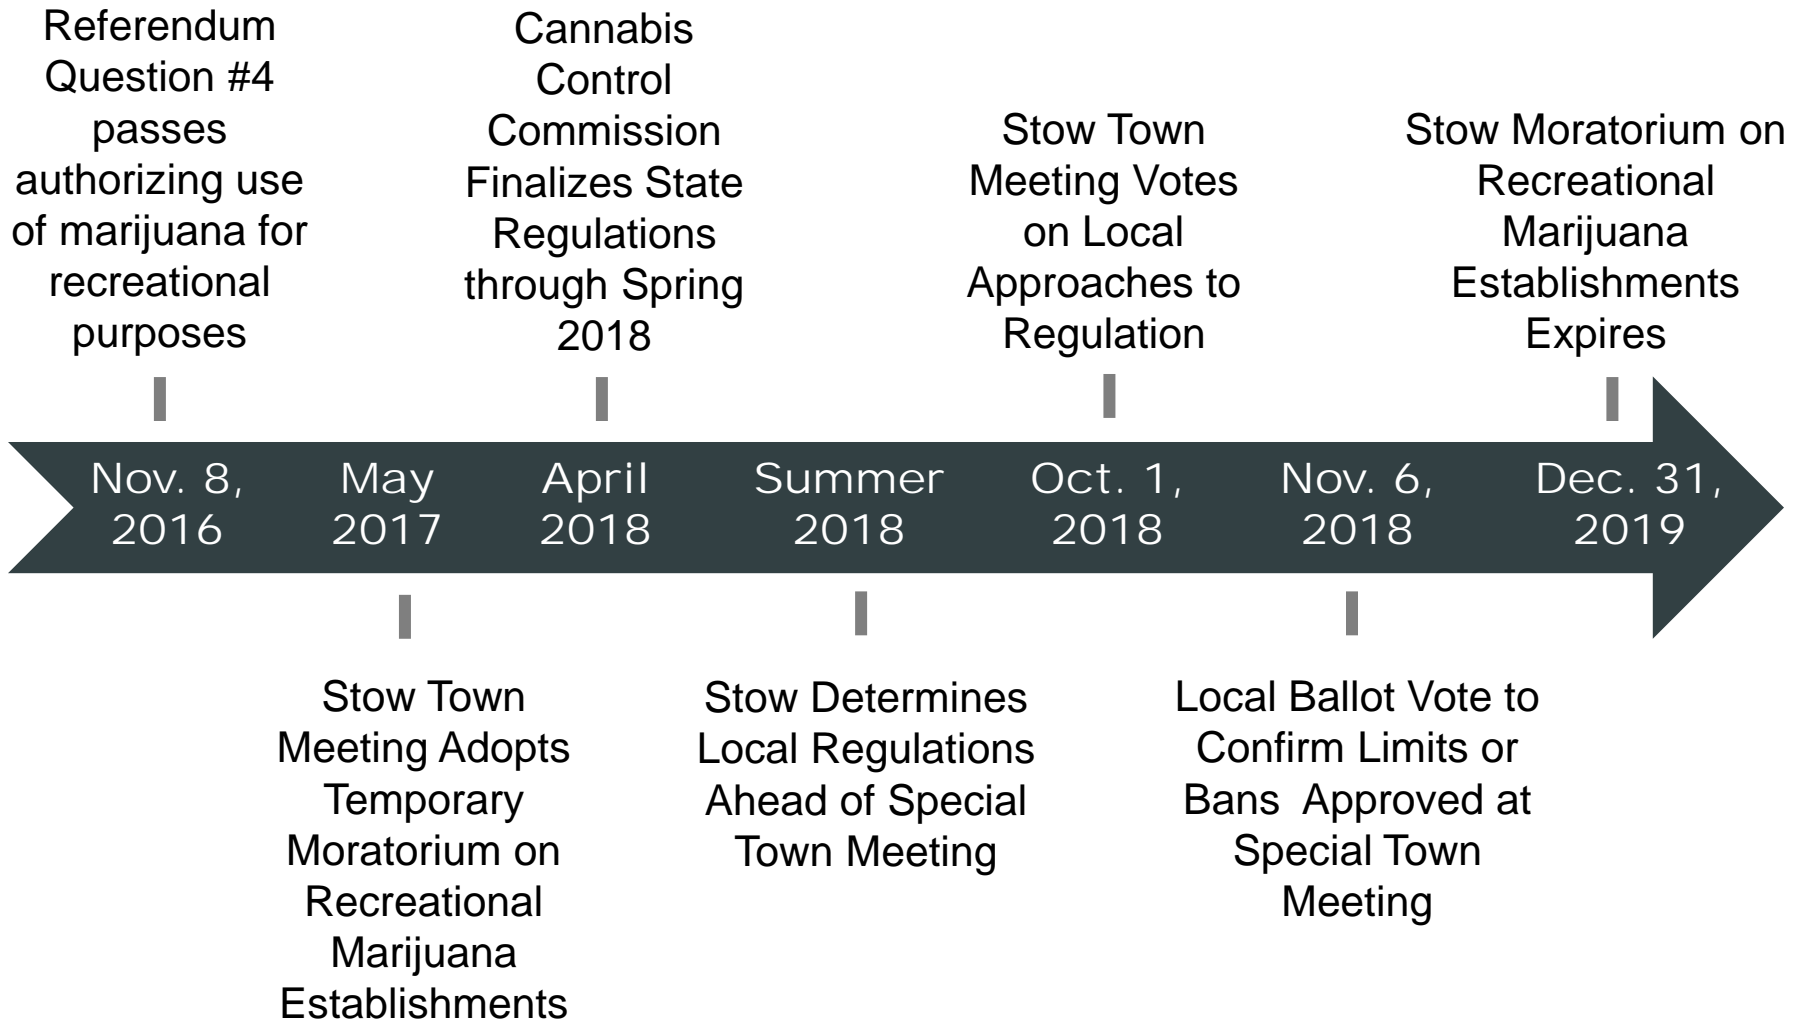 Referendum
Question #4
passes
authorizing use
of marijuana for
recreational
purposes
Cannabis
Control
Commission
Finalizes State
Regulations
through Spring
2018
Stow Town
Meeting Votes
on Local
Approaches to
Regulation
Stow Moratorium on
Recreational
Marijuana
Establishments
Expires
Nov. 8,
2016
May
2017
April
2018
Summer
2018
Oct. 1,
2018
Nov. 6,
2018
Dec. 31,
2019
Stow Town
Meeting Adopts
Temporary
Moratorium on
Recreational
Marijuana
Establishments
Stow Determines
Local Regulations
Ahead of Special
Town Meeting
Local Ballot Vote to
Confirm Limits or
Bans  Approved at
Special Town
Meeting